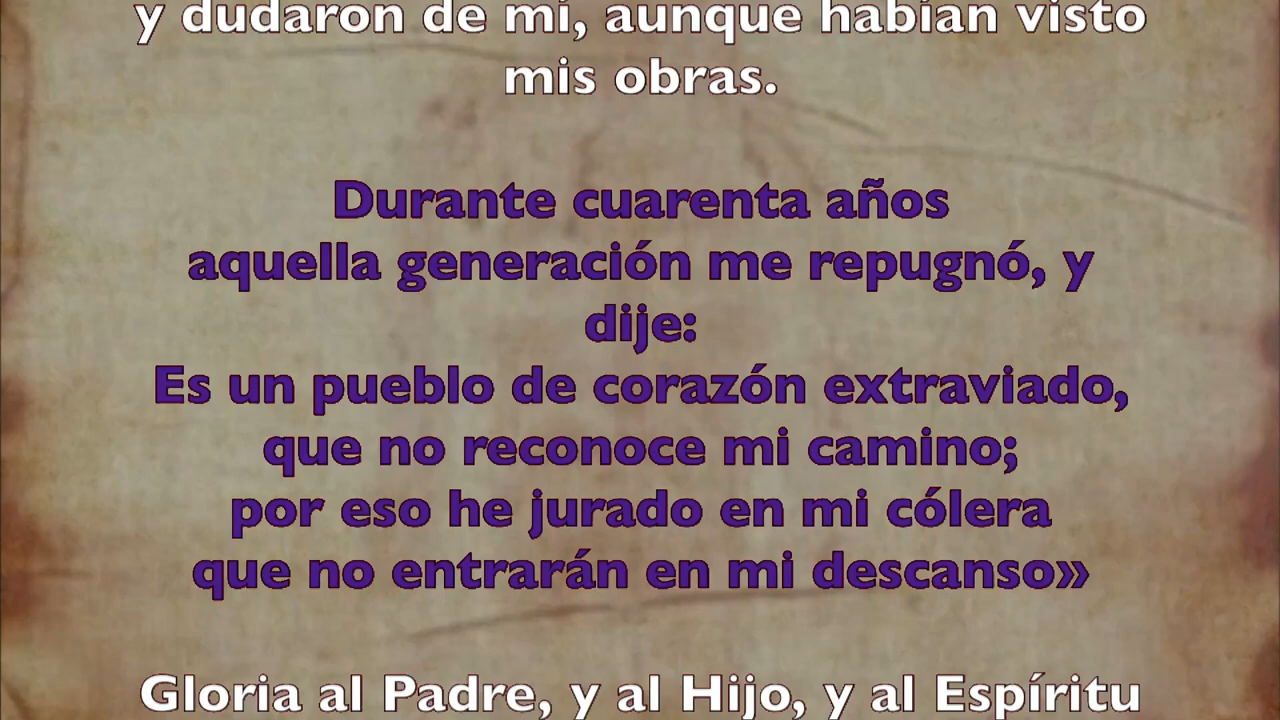 y dudaron de mí, aunque habían visto
mis obras.
Durante cuarenta años
aquella generación me repugnó, y
dije:
Es un pueblo de corazón extraviado,
que no reconoce mi camino;
por eso he jurado en mi cólera
que no entrarán en mi descanso»
Gloria al Padre, y al Hijo, y al Espíritu